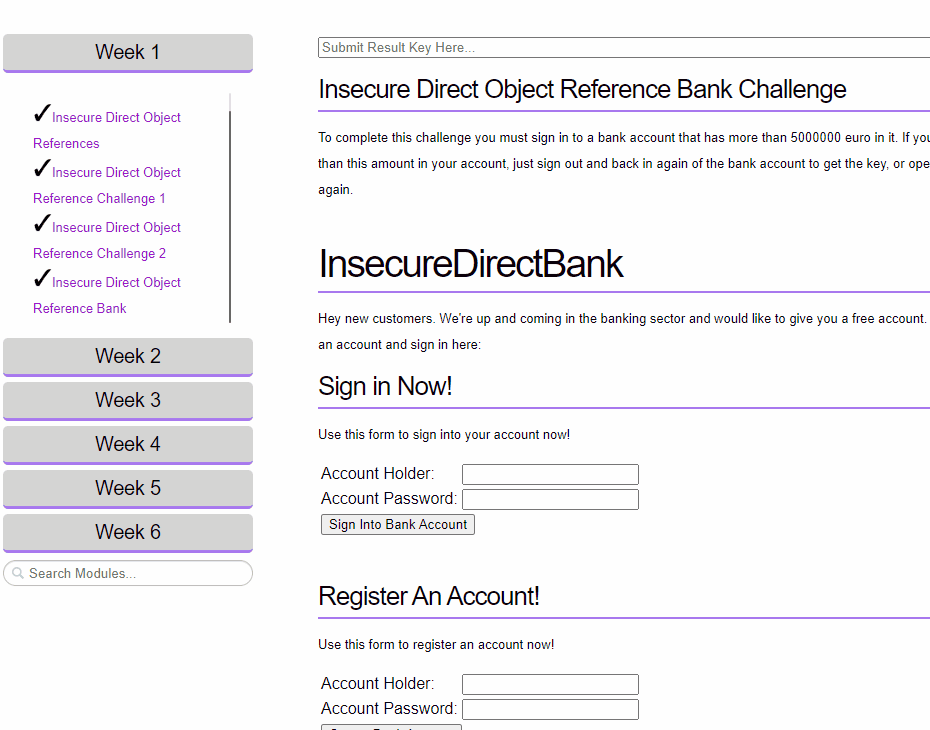 Week 1
✓Insecure Direct Object
References
✓Insecure Direct Object
Reference Challenge 1
✓Insecure Direct Object
Reference Challenge 2
✓Insecure Direct Object
Reference Bank
Week 2
Week 3
Week 4
Week 5
Week 6
Search Modules...
Submit Result Key Here...
Insecure Direct Object Reference Bank Challenge
To complete this challenge you must sign in to a bank account that has more than 5000000 euro in it. If you
than this amount in your account, just sign out and back in again of the bank account to get the key, or ope
again.
InsecureDirectBank
Hey new customers. We're up and coming in the banking sector and would like to give you a free account.
an account and sign in here:
Sign in Now!
Use this form to sign into your account now!
Account Holder:
Account Password:
Sign Into Bank Account
Register An Account!
Use this form to register an account now!
Account Holder:
Account Password: